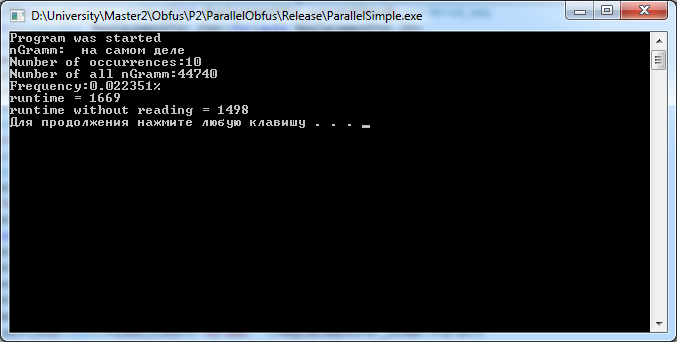 D:\University\Master2\Obfus\P2\ParallelObfus\Release\ParallelSimple.exe
Program was started
nGramm:  на самом деле
Number of occurrences:10
Number of all nGramm:44740
Frequency:0.022351%
runtime = 1669
runtime without reading = 1498
Для продолжения нажмите любую клавишу . . . _